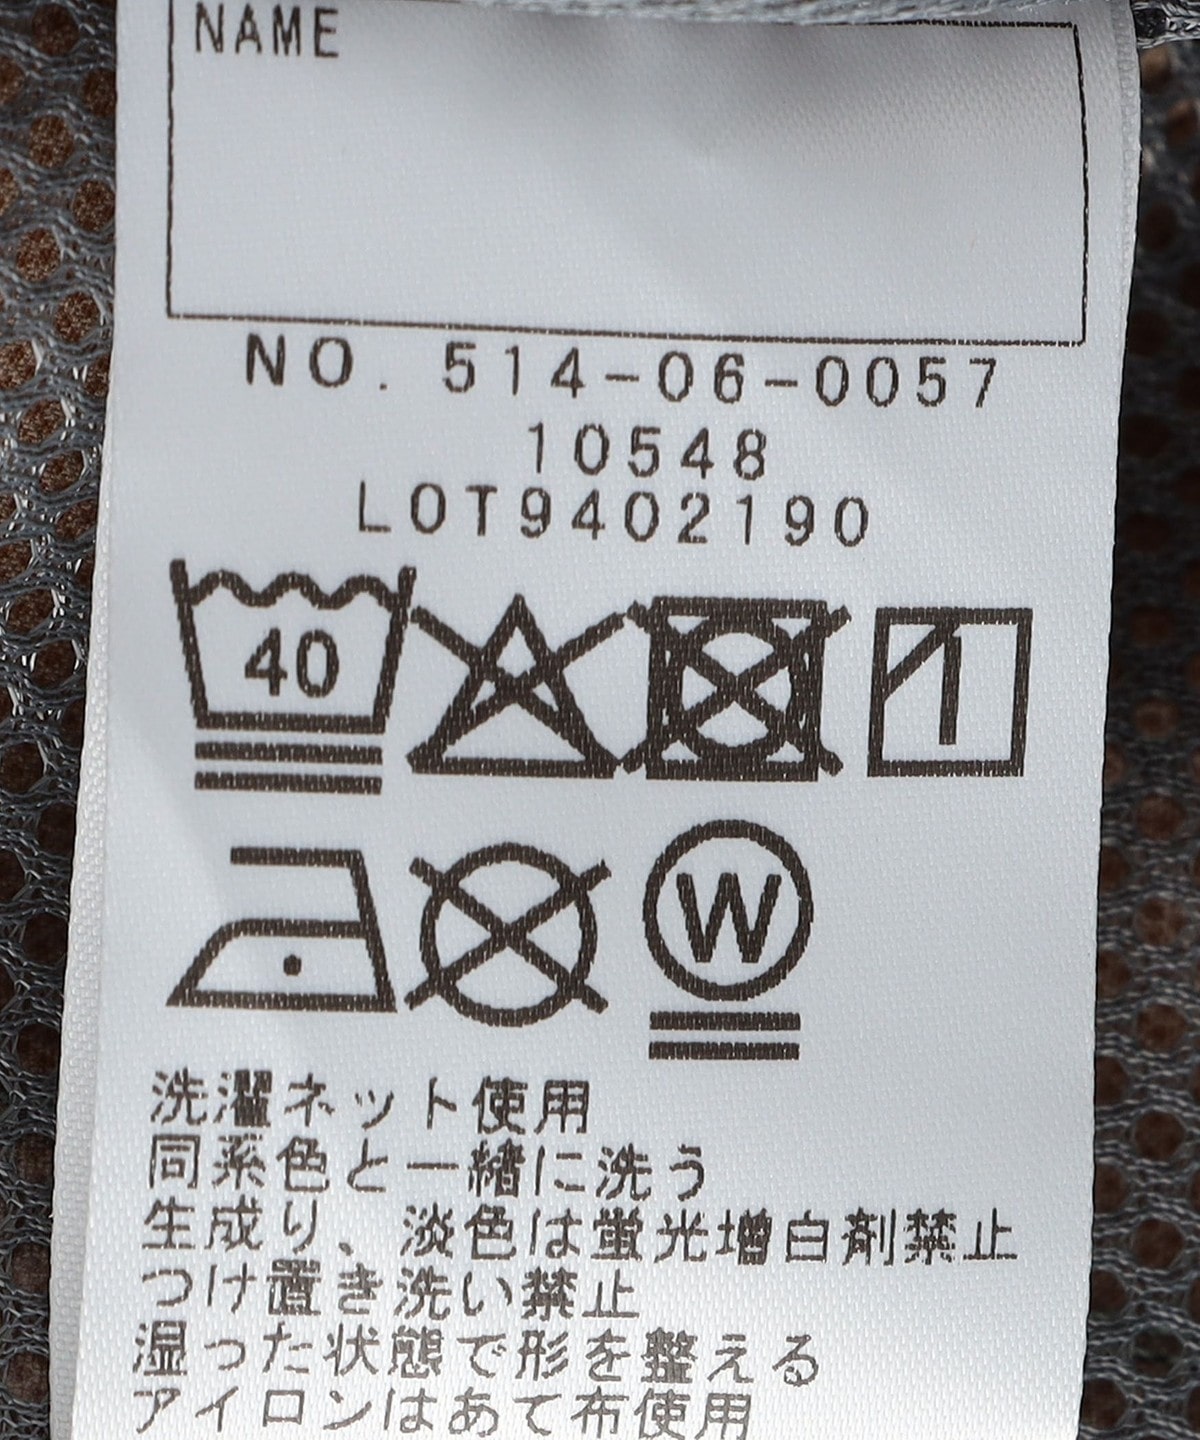 NAME
NO. 514-06-0057
10548
LOT9402190
40
W
洗濯ネット使用
同系色と一緒に洗う
生成り、淡色は蛍光増白剤禁止
つけ置き洗い禁止
湿った状態で形を整える
アイロンはあて布使用